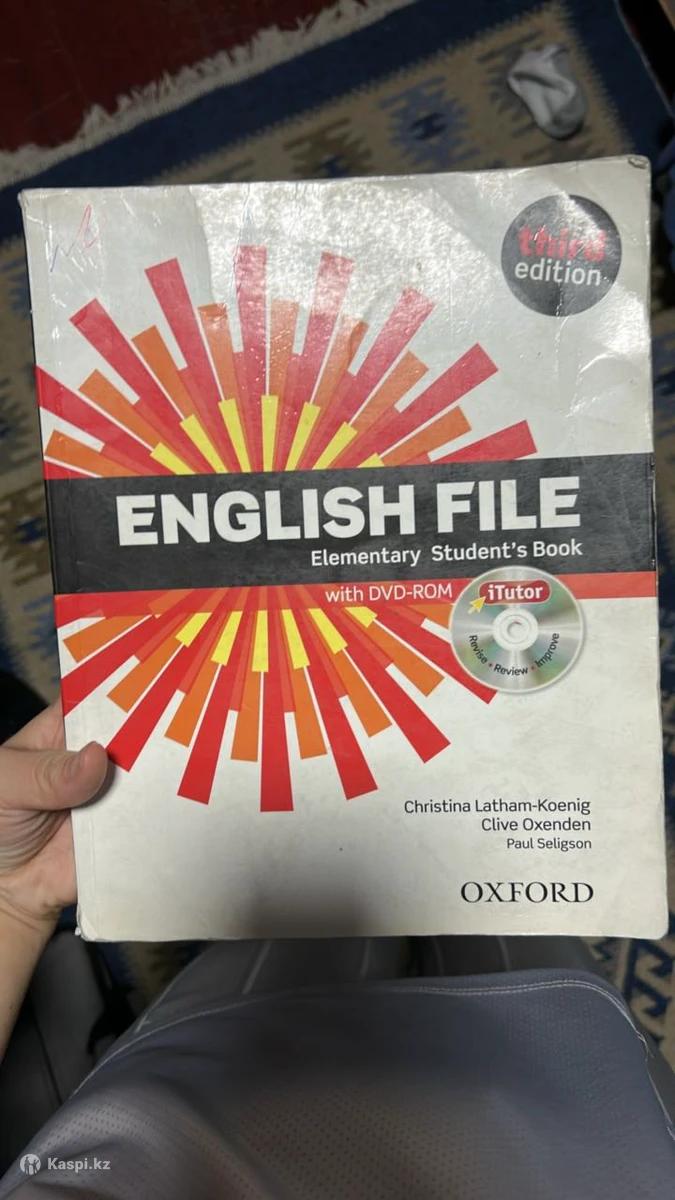 third
edition
ENGLISH FILE
Elementary Student's Book
with DVD-ROM
iTutor
Revise • Review • Improve
Christina Latham-Koenig
Clive Oxenden
Paul Seligson
OXFORD
Kaspi.kz